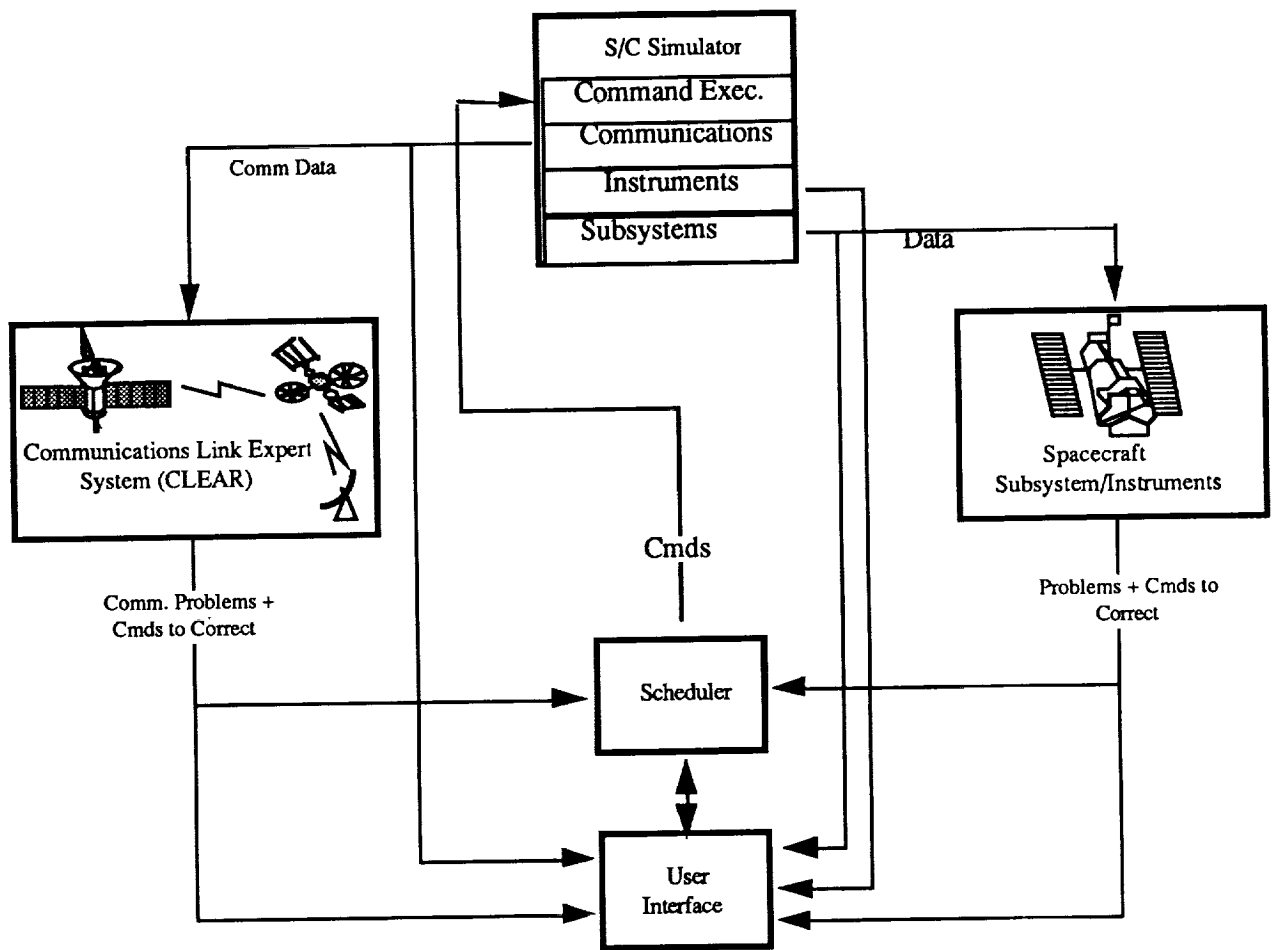 S/C Simulator
Command Exec.
Communications
Instruments
Subsystems
Comm Data
Data
Communications Link Expert
System (CLEAR)
Spacecraft
Subsystem/Instruments
Cmds
Comm. Problems +
Cmds to Correct
Problems + Cmds to
Correct
Scheduler
User
Interface